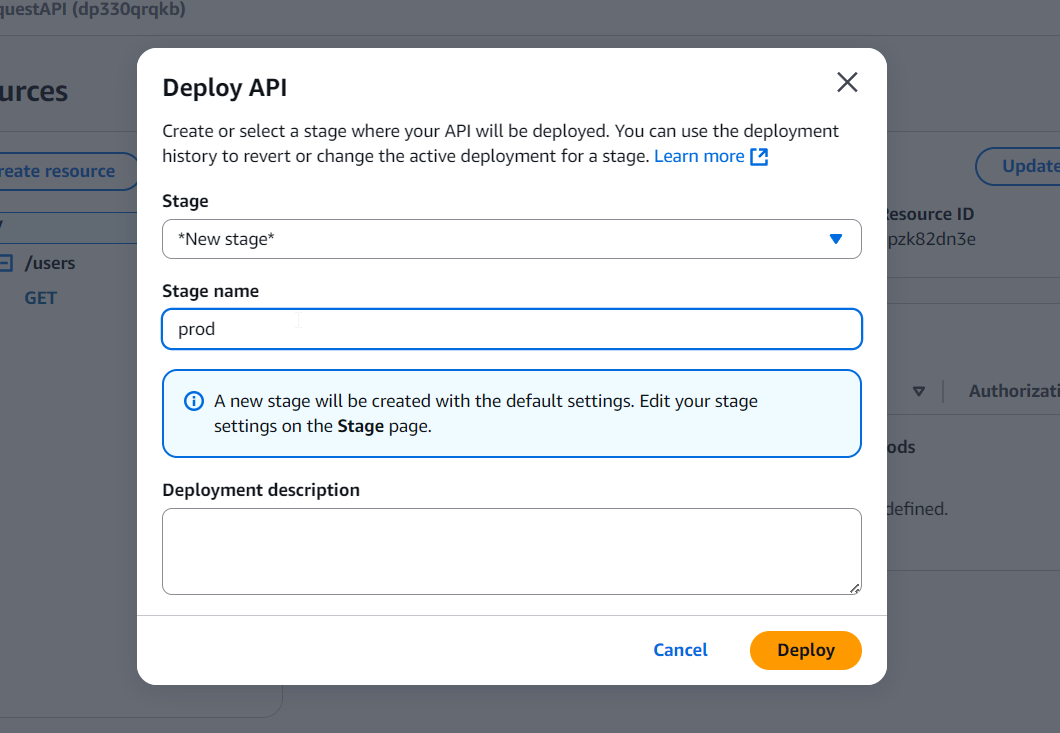 questAPI (dp330qrqkb)
urces
Deploy API
Create or select a stage where your API will be deployed. You can use the deployment
history to revert or change the active deployment for a stage. Learn more
reate resource
Update
Stage
Resource ID
*New stage*
pzk82dn3e
/
/users
Stage name
GET
prod
A new stage will be created with the default settings. Edit your stage
settings on the Stage page.
Authorizati
ods
Deployment description
defined.
Cancel
Deploy